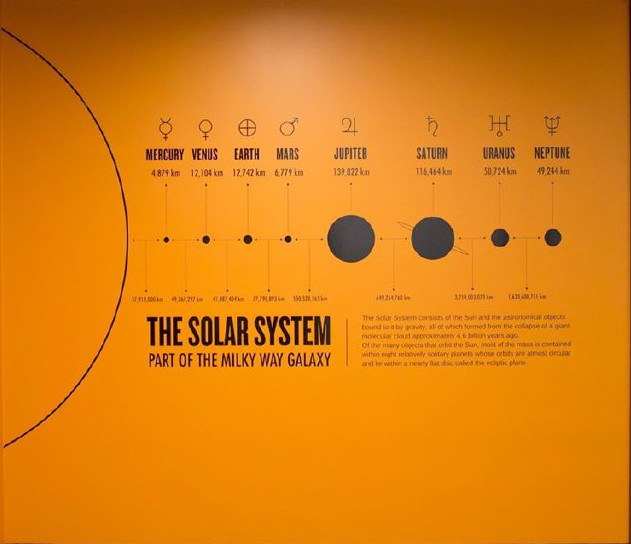 MERCURY VENUS EARTH MARS JUPITER SATURN URANUS NEPTUNE
4,879 km 12,104 km 12,742 km 6,779 km 139,822 km 116,464 km 50,724 km 49,244 km
THE SOLAR SYSTEM
PART OF THE MILKY WAY GALAXY
The Solar System consists of the Sun and the astronomical objects
bound to it by gravity, all of which formed from the collapse of a giant
molecular cloud approximately 4.6 billion years ago.
Of the many objects that orbit the Sun, most of the mass is contained
within eight relatively solitary planets whose orbits are almost circular
and lie within a nearly flat disc called the ecliptic plane.